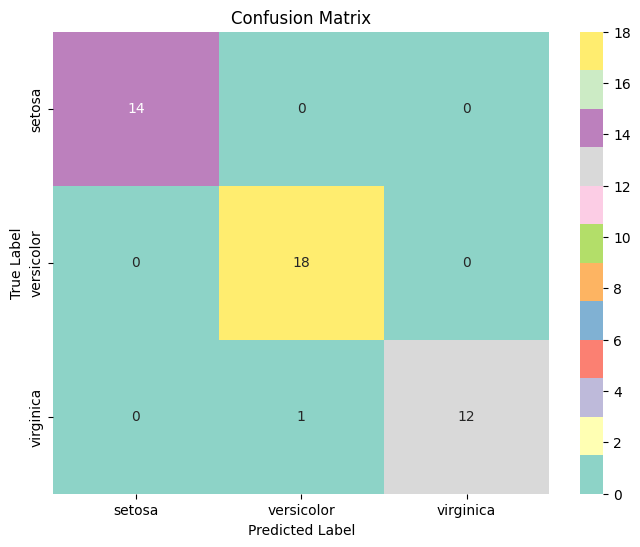 Confusion Matrix
True Label
setosa
versicolor
virginica
14 0 0
0 18 0
0 1 12
setosa versicolor virginica
Predicted Label
18
16
14
12
10
8
6
4
2
0